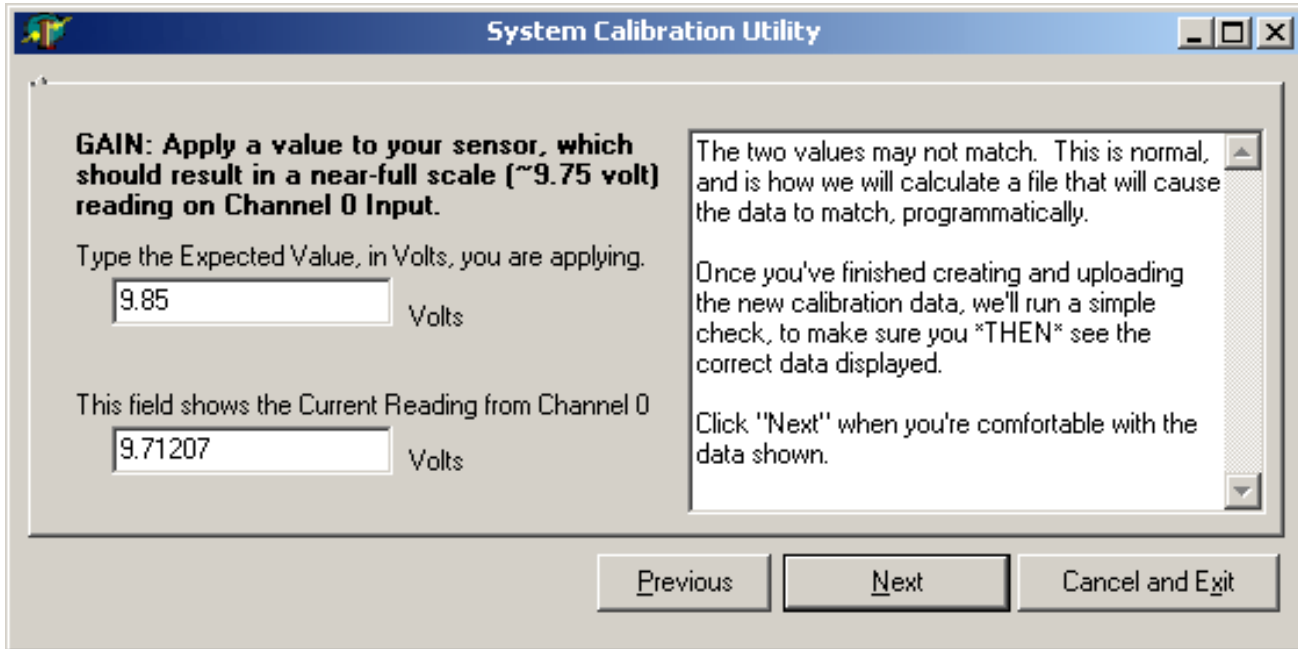 System Calibration Utility
GAIN: Apply a value to your sensor, which
should result in a near-full scale (~9.75 volt)
reading on Channel 0 Input.
Type the Expected Value, in Volts, you are applying.
9.85
Volts
This field shows the Current Reading from Channel 0
9.71207
Volts
The two values may not match.  This is normal,
and is how we will calculate a file that will cause
the data to match, programmatically.
Once you've finished creating and uploading
the new calibration data, we'll run a simple
check, to make sure you *THEN* see the
correct data displayed.
Click "Next" when you're comfortable with the
data shown.
Previous
Next
Cancel and Exit